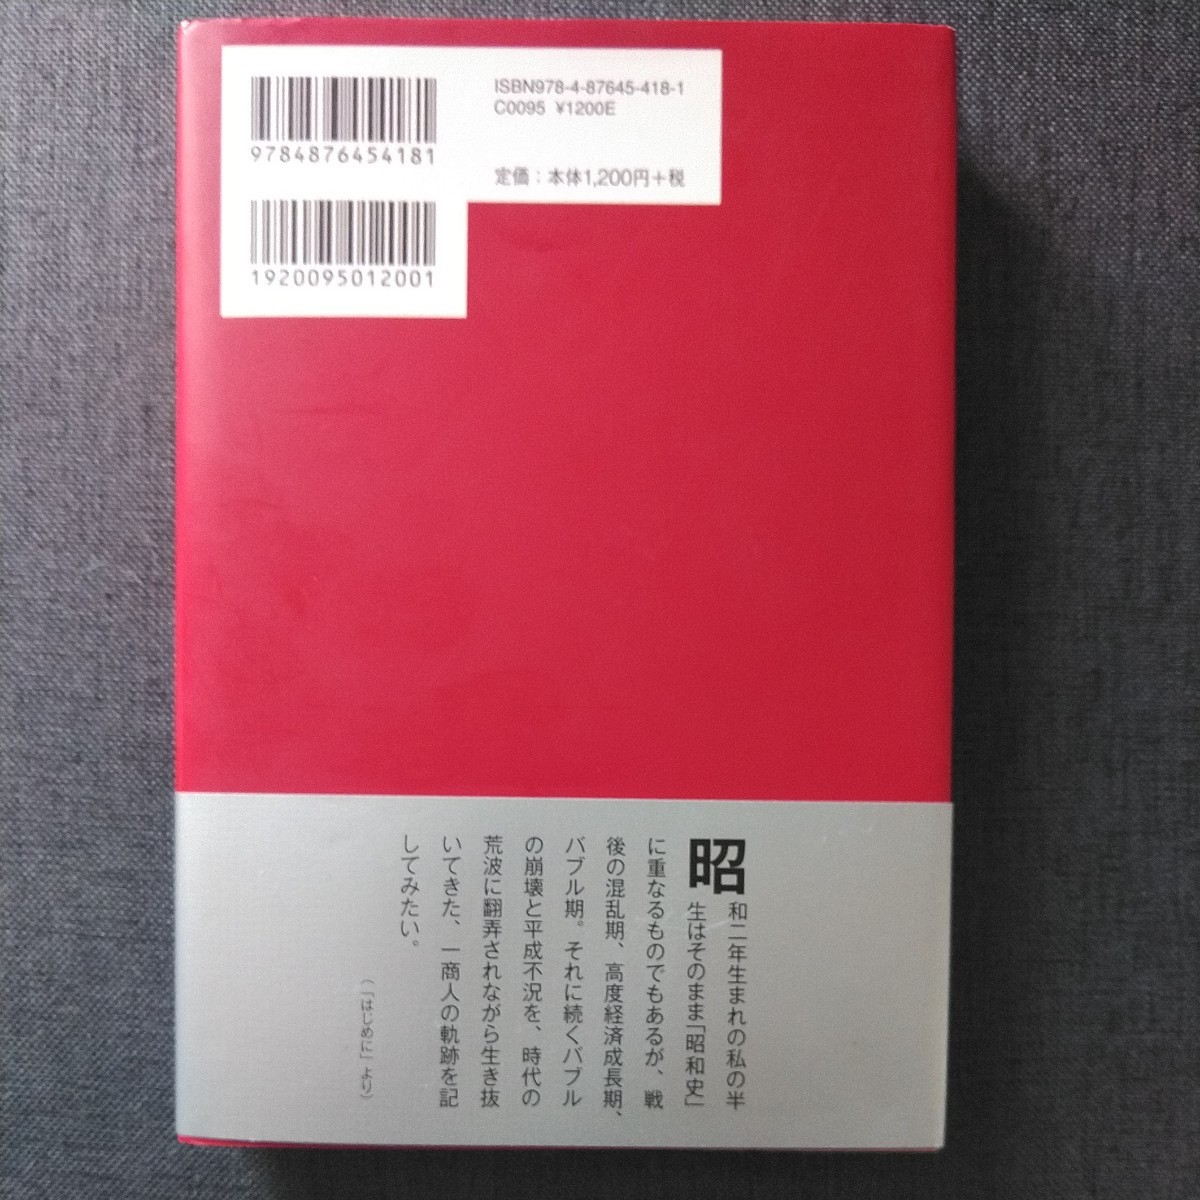 ISBN978-4-87645-418-1
C0095 ¥1200E
9784876454181
定価：本体1,200円＋税
1920095012001
昭和二年生まれの私の半
生はそのまま「昭和史」
に重なるものでもあるが、戦
後の混乱期、高度経済成長期、
バブル期。それに続くバブル
の崩壊と平成不況を、時代の
荒波に翻弄されながら生き抜
いてきた、一商人の軌跡を記
してみたい。
（「はじめに」より）